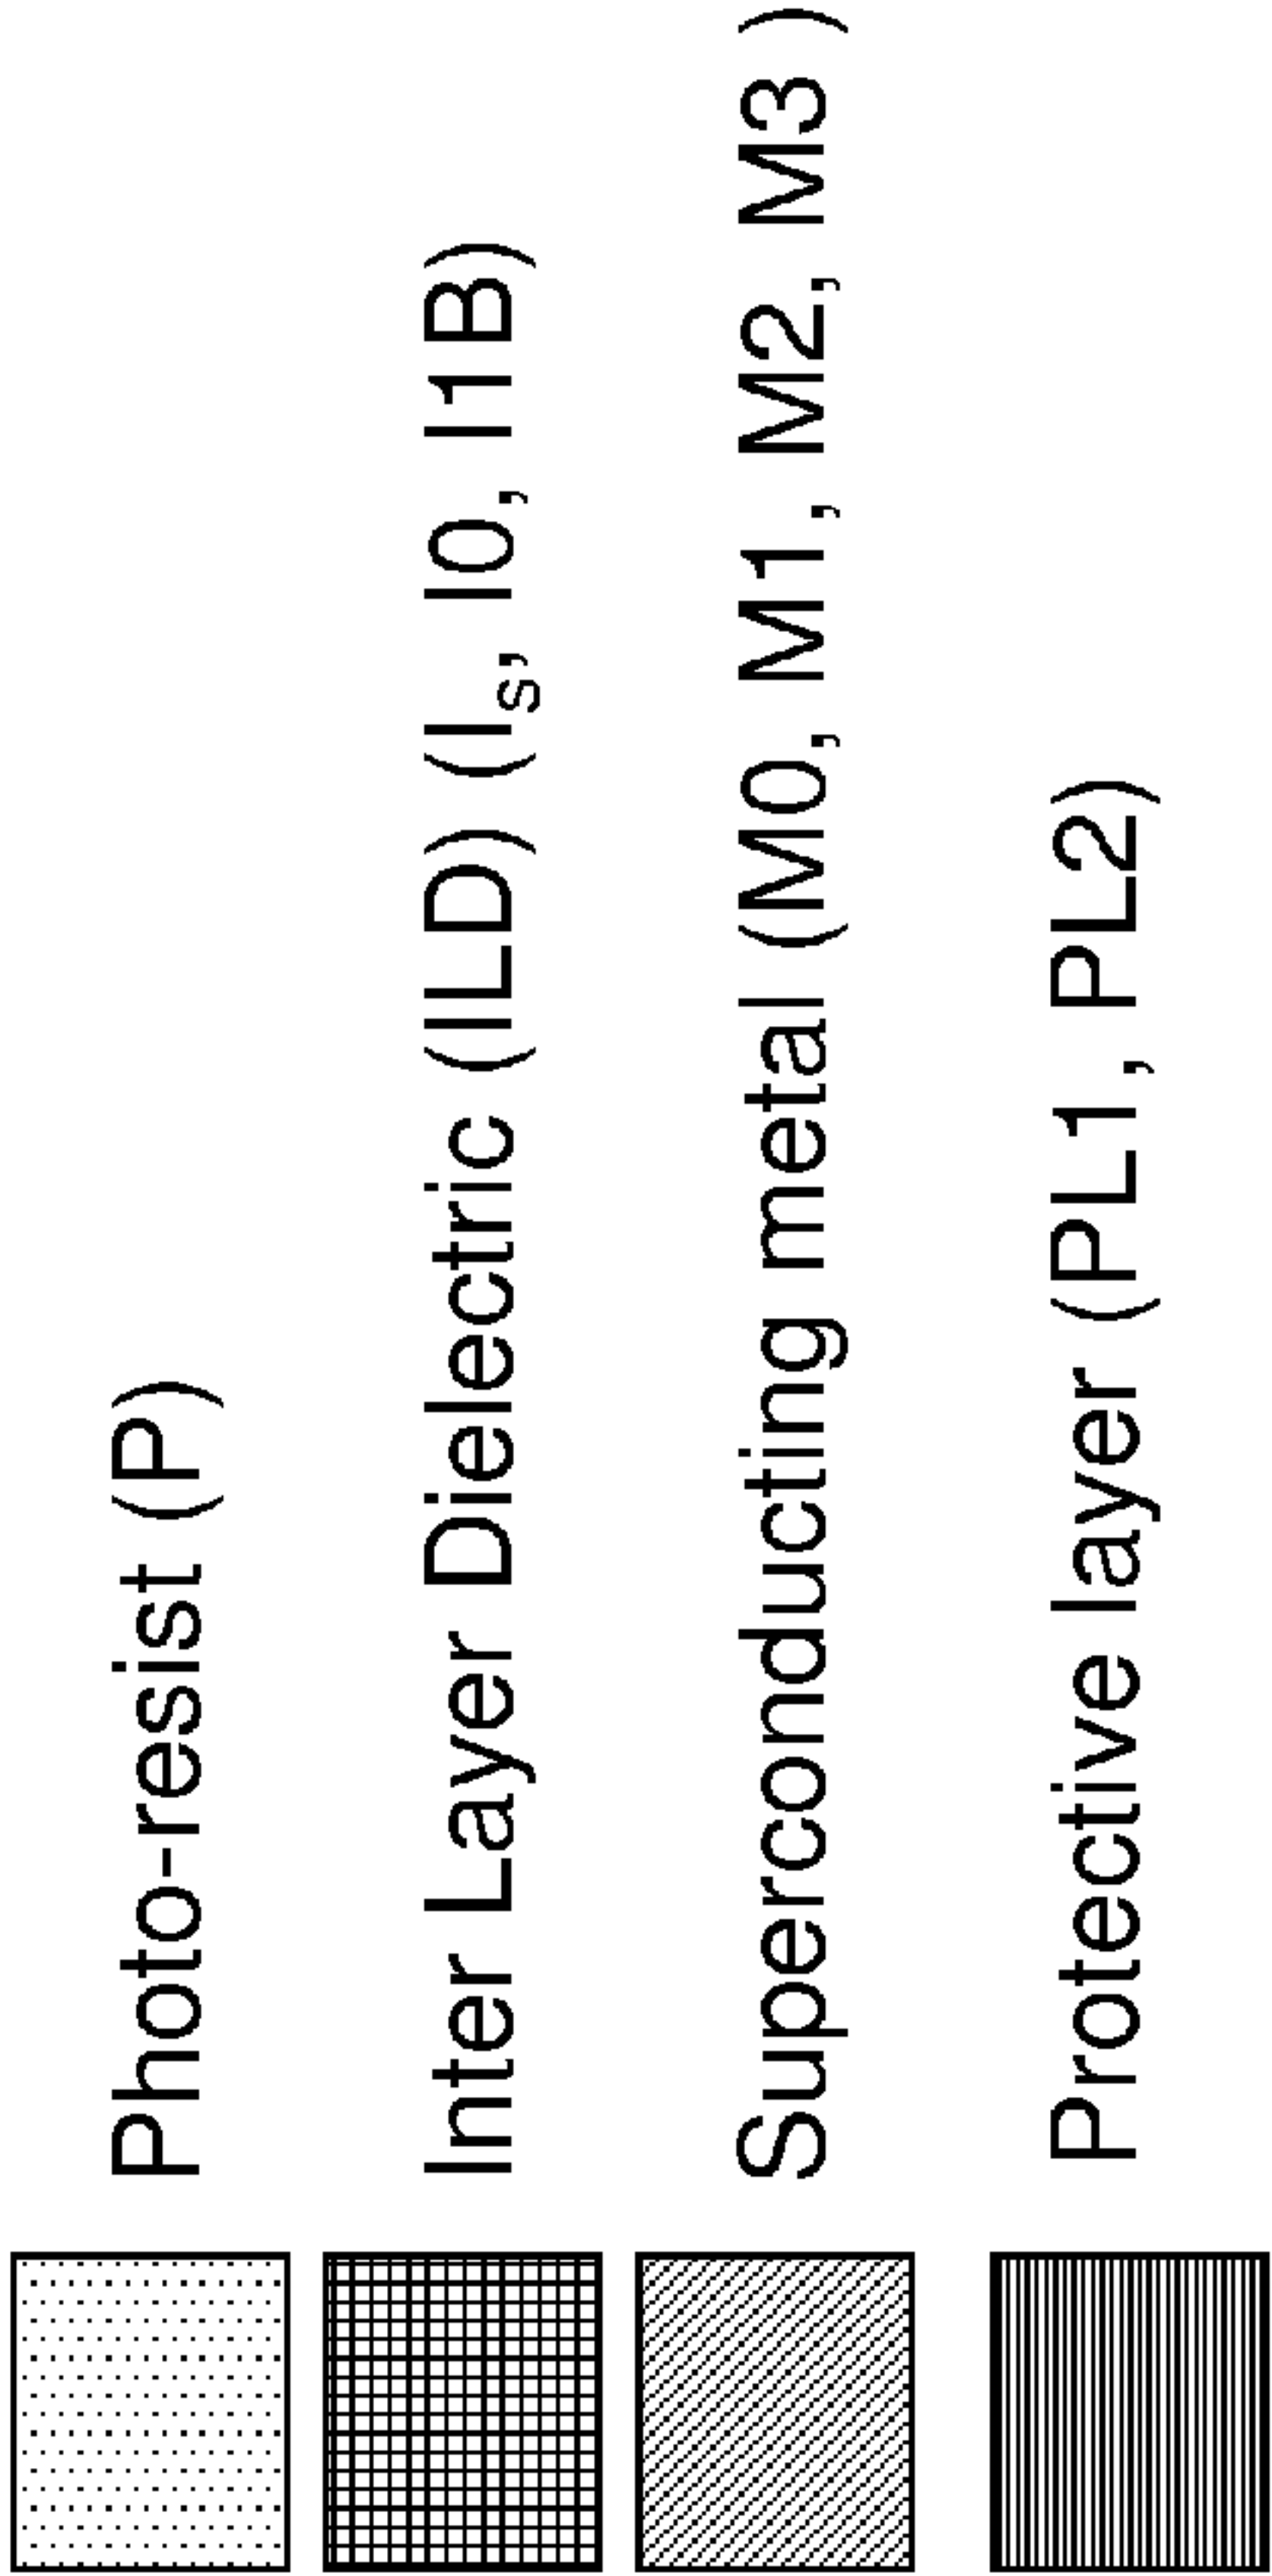 Photo-resist (P)
Inter Layer Dielectric (ILD) (Iₛ, I0, I1B)
Superconducting metal (M0, M1, M2, M3 )
Protective layer (PL1, PL2)